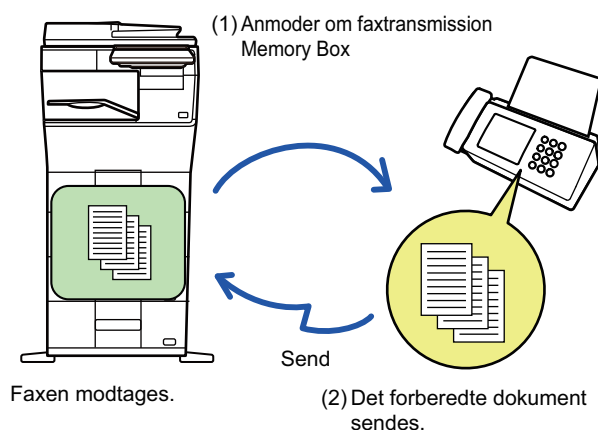 (1) Anmoder om faxtransmission
Memory Box
Send
Faxen modtages.
(2) Det forberedte dokument
sendes.